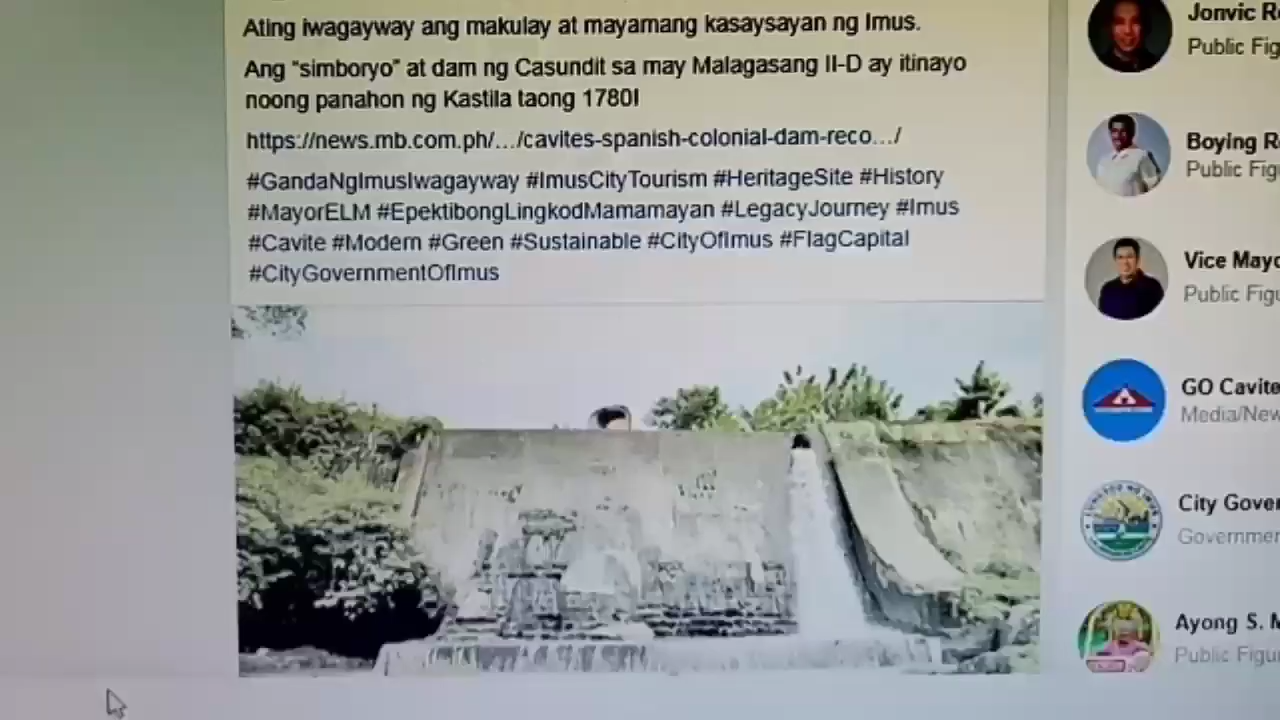 Ating iwagayway ang makulay at mayamang kasaysayan ng Imus.
Ang "simboryo" at dam ng Casundit sa may Malagasang II-D ay itinayo
noong panahon ng Kastila taong 1780!
https://news.mb.com.ph/.../cavites-spanish-colonial-dam-reco.../
#GandaNgImusIwagayway #ImusCityTourism #HeritageSite #History
#MayorELM #EpektibongLingkodMamamayan #LegacyJourney #Imus
#Cavite #Modern #Green #Sustainable #CityOfImus #FlagCapital
#CityGovernmentOfImus
Jonvic R
Public Fig
Boying R
Public Fig
Vice Mayo
Public Figu
GO Cavite
Media/New
City Gover
Governmen
Ayong S. M
Public Figu